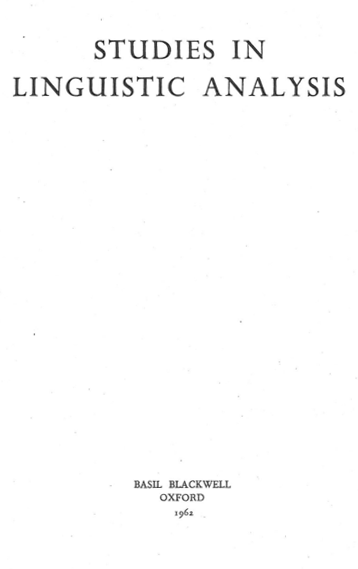 STUDIES IN
LINGUISTIC ANALYSIS
BASIL BLACKWELL
OXFORD
1962